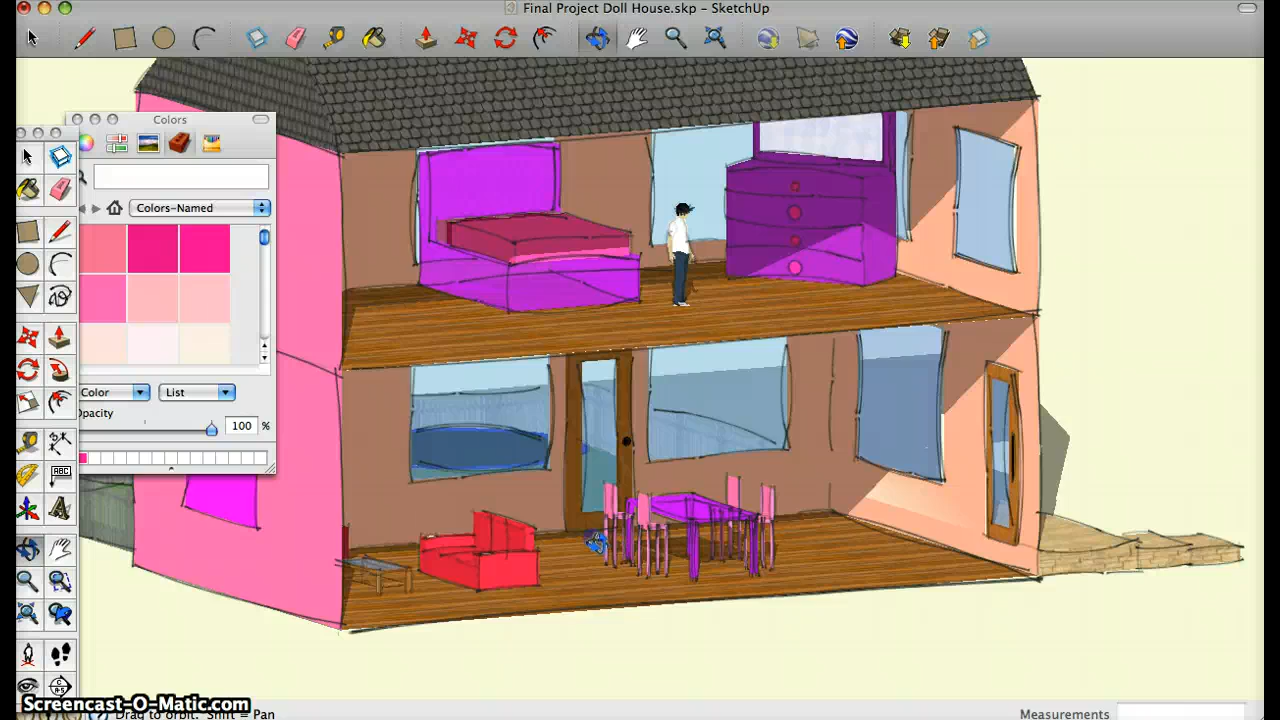 Final Project Doll House.skp - SketchUp
Colors
Colors-Named
Color
List
Opacity
100 %
ABC
A
Screencast-O-Matic.com
Drag to orbit. Shift = Pan
Measurements